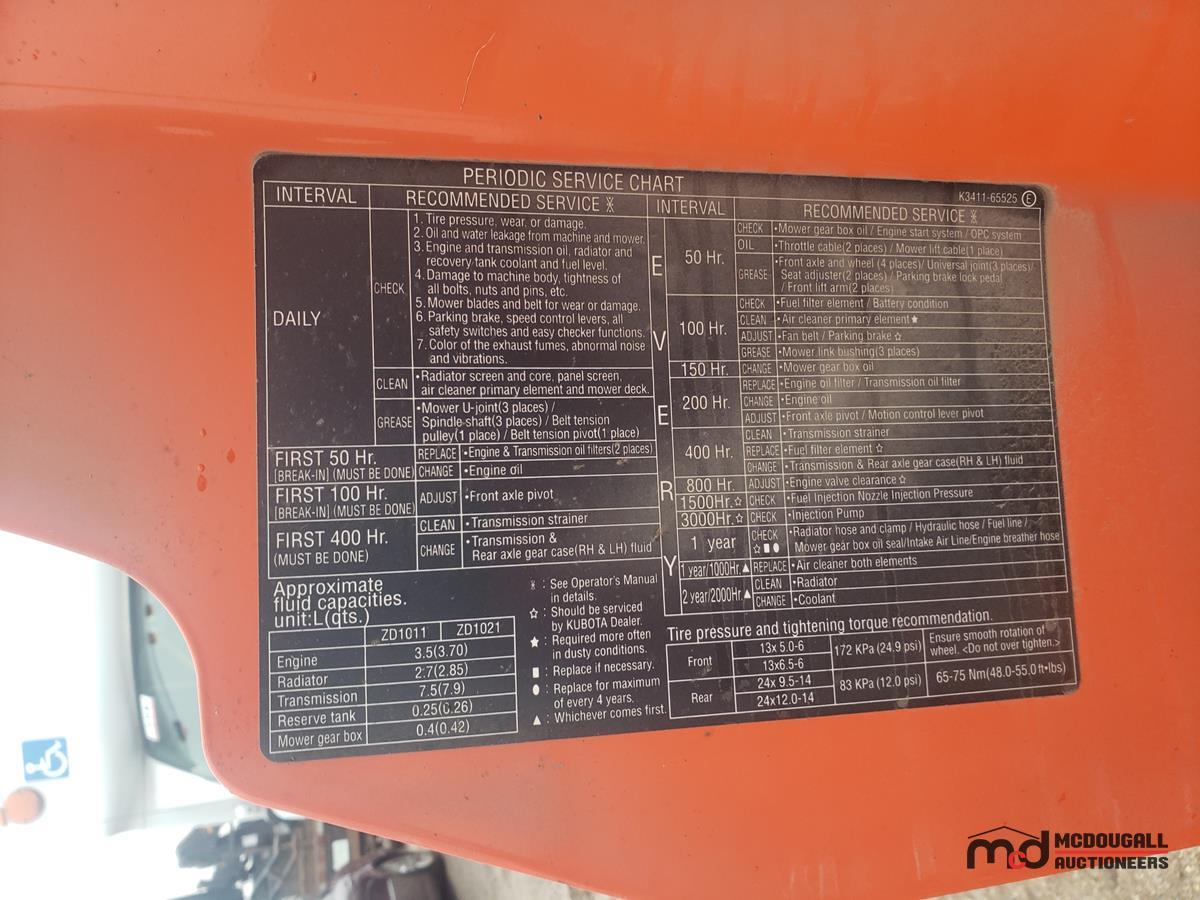 PERIODIC SERVICE CHART
K3411-65525 Ⓔ
INTERVAL RECOMMENDED SERVICE ※
DAILY
CHECK
1. Tire pressure, wear, or damage.
2. Oil and water leakage from machine and mower.
3. Engine and transmission oil, radiator and
recovery tank coolant and fuel level.
4. Damage to machine body, tightness of
all bolts, nuts and pins, etc.
5. Mower blades and belt for wear or damage.
6. Parking brake, speed control levers, all
safety switches and easy checker functions.
7. Color of the exhaust fumes, abnormal noise
and vibrations.
CLEAN
•Radiator screen and core, panel screen,
air cleaner primary element and mower deck.
GREASE
•Mower U-joint(3 places) /
Spindle-shaft(3 places) / Belt tension
pulley(1 place) / Belt tension pivot(1 place)
FIRST 50 Hr.
[BREAK-IN] (MUST BE DONE)
REPLACE •Engine & Transmission oil filters(2 places)
CHANGE •Engine oil
FIRST 100 Hr.
[BREAK-IN] (MUST BE DONE)
ADJUST •Front axle pivot
FIRST 400 Hr.
(MUST BE DONE)
CLEAN •Transmission strainer
CHANGE •Transmission &
Rear axle gear case(RH & LH) fluid
INTERVAL RECOMMENDED SERVICE ※
EVERY
50 Hr.
CHECK •Mower gear box oil / Engine start system / OPC system
OIL •Throttle cable(2 places) / Mower lift cable(1 place)
GREASE •Front axle and wheel (4 places)/ Universal joint(3 places)/
Seat adjuster(2 places) / Parking brake lock pedal
/ Front lift arm(2 places)
100 Hr.
CHECK •Fuel filter element / Battery condition
CLEAN •Air cleaner primary element★
ADJUST •Fan belt / Parking brake ☆
GREASE •Mower link bushing(3 places)
150 Hr. CHANGE •Mower gear box oil
200 Hr.
REPLACE •Engine oil filter / Transmission oil filter
CHANGE •Engine oil
ADJUST •Front axle pivot / Motion control lever pivot
400 Hr.
CLEAN •Transmission strainer
REPLACE •Fuel filter element ☆
CHANGE •Transmission & Rear axle gear case(RH & LH) fluid
800 Hr. ADJUST •Engine valve clearance ☆
1500Hr.☆ CHECK •Fuel Injection Nozzle Injection Pressure
3000Hr.☆ CHECK •Injection Pump
1 year CHECK ☆■●
•Radiator hose and clamp / Hydraulic hose / Fuel line /
Mower gear box oil seal/Intake Air Line/Engine breather hose
1 year/1000Hr.▲ REPLACE •Air cleaner both elements
2 year/2000Hr.▲
CLEAN •Radiator
CHANGE •Coolant
Approximate
fluid capacities.
unit:L(qts.)
ZD1011 ZD1021
Engine 3.5(3.70)
Radiator 2.7(2.85)
Transmission 7.5(7.9)
Reserve tank 0.25(0.26)
Mower gear box 0.4(0.42)
※ : See Operator's Manual
in details.
☆ : Should be serviced
by KUBOTA Dealer.
★ : Required more often
in dusty conditions.
■ : Replace if necessary.
● : Replace for maximum
of every 4 years.
▲ : Whichever comes first.
Tire pressure and tightening torque recommendation.
Front 13x 5.0-6 172 KPa (24.9 psi) Ensure smooth rotation of
13x6.5-6 wheel. <Do not over tighten.>
Rear 24x 9.5-14 83 KPa (12.0 psi) 65-75 Nm(48.0-55.0 ft•lbs)
24x12.0-14
mcd MCDOUGALL
AUCTIONEERS